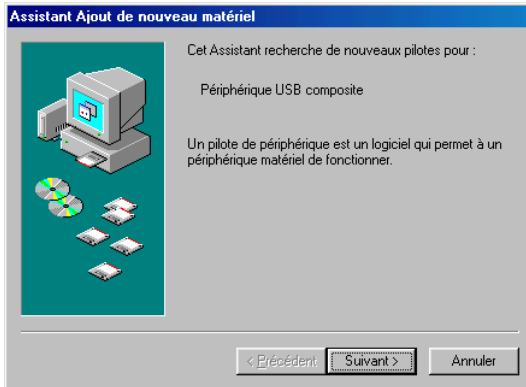 Assistant Ajout de nouveau matériel
Cet Assistant recherche de nouveaux pilotes pour :
Périphérique USB composite
Un pilote de périphérique est un logiciel qui permet à un
périphérique matériel de fonctionner.
< Précédent Suivant > Annuler